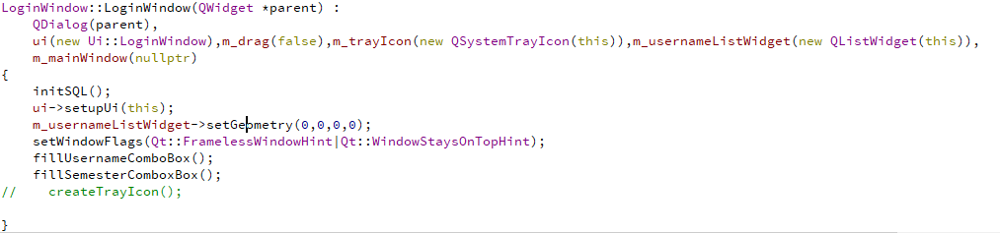 LoginWindow::LoginWindow(QWidget *parent) :
    QDialog(parent),
    ui(new Ui::LoginWindow),m_drag(false),m_trayIcon(new QSystemTrayIcon(this)),m_usernameListWidget(new QListWidget(this)),
    m_mainWindow(nullptr)
{
    initSQL();
    ui->setupUi(this);
    m_usernameListWidget->setGeometry(0,0,0,0);
    setWindowFlags(Qt::FramelessWindowHint|Qt::WindowStaysOnTopHint);
    fillUsernameComboBox();
    fillSemesterComboxBox();
//    createTrayIcon();
}